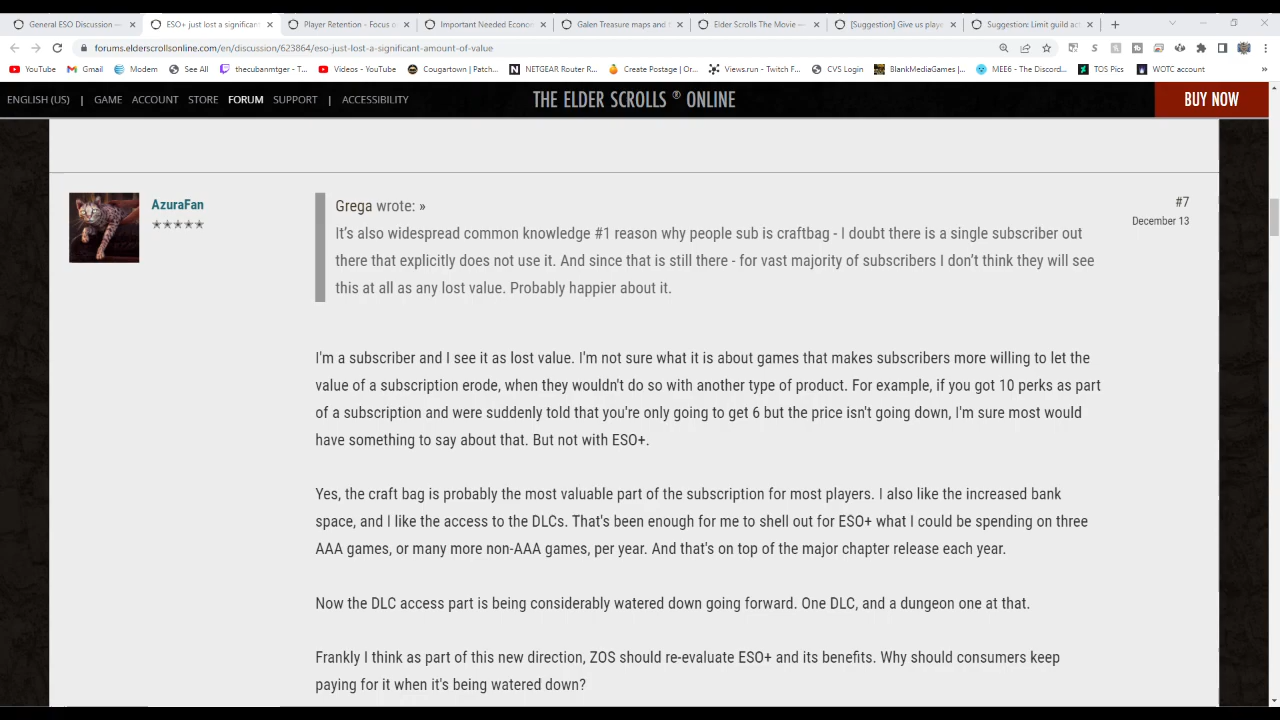 General ESO Discussion —
ESO+ just lost a significant
Player Retention - Focus o
Important Needed Econo
Galen Treasure maps and t
Elder Scrolls The Movie —
[Suggestion] Give us playe
Suggestion: Limit guild ac
forums.elderscrollsonline.com/en/discussion/623864/eso-just-lost-a-significant-amount-of-value
YouTube
Gmail
Modem
See All
thecubanmtger - T...
Videos - YouTube
Cougartown | Patch...
NETGEAR Router R...
Create Postage | Or...
Views.run - Twitch F...
CVS Login
BlankMediaGames |...
MEE6 - The Discord...
TOS Pics
WOTC account
»
ENGLISH (US) | GAME ACCOUNT STORE FORUM SUPPORT | ACCESSIBILITY
THE ELDER SCROLLS ® ONLINE
BUY NOW
AzuraFan
Grega wrote: »
#7
December 13
It's also widespread common knowledge #1 reason why people sub is craftbag - I doubt there is a single subscriber out
there that explicitly does not use it. And since that is still there - for vast majority of subscribers I don't think they will see
this at all as any lost value. Probably happier about it.
I'm a subscriber and I see it as lost value. I'm not sure what it is about games that makes subscribers more willing to let the
value of a subscription erode, when they wouldn't do so with another type of product. For example, if you got 10 perks as part
of a subscription and were suddenly told that you're only going to get 6 but the price isn't going down, I'm sure most would
have something to say about that. But not with ESO+.
Yes, the craft bag is probably the most valuable part of the subscription for most players. I also like the increased bank
space, and I like the access to the DLCs. That's been enough for me to shell out for ESO+ what I could be spending on three
AAA games, or many more non-AAA games, per year. And that's on top of the major chapter release each year.
Now the DLC access part is being considerably watered down going forward. One DLC, and a dungeon one at that.
Frankly I think as part of this new direction, ZOS should re-evaluate ESO+ and its benefits. Why should consumers keep
paying for it when it's being watered down?